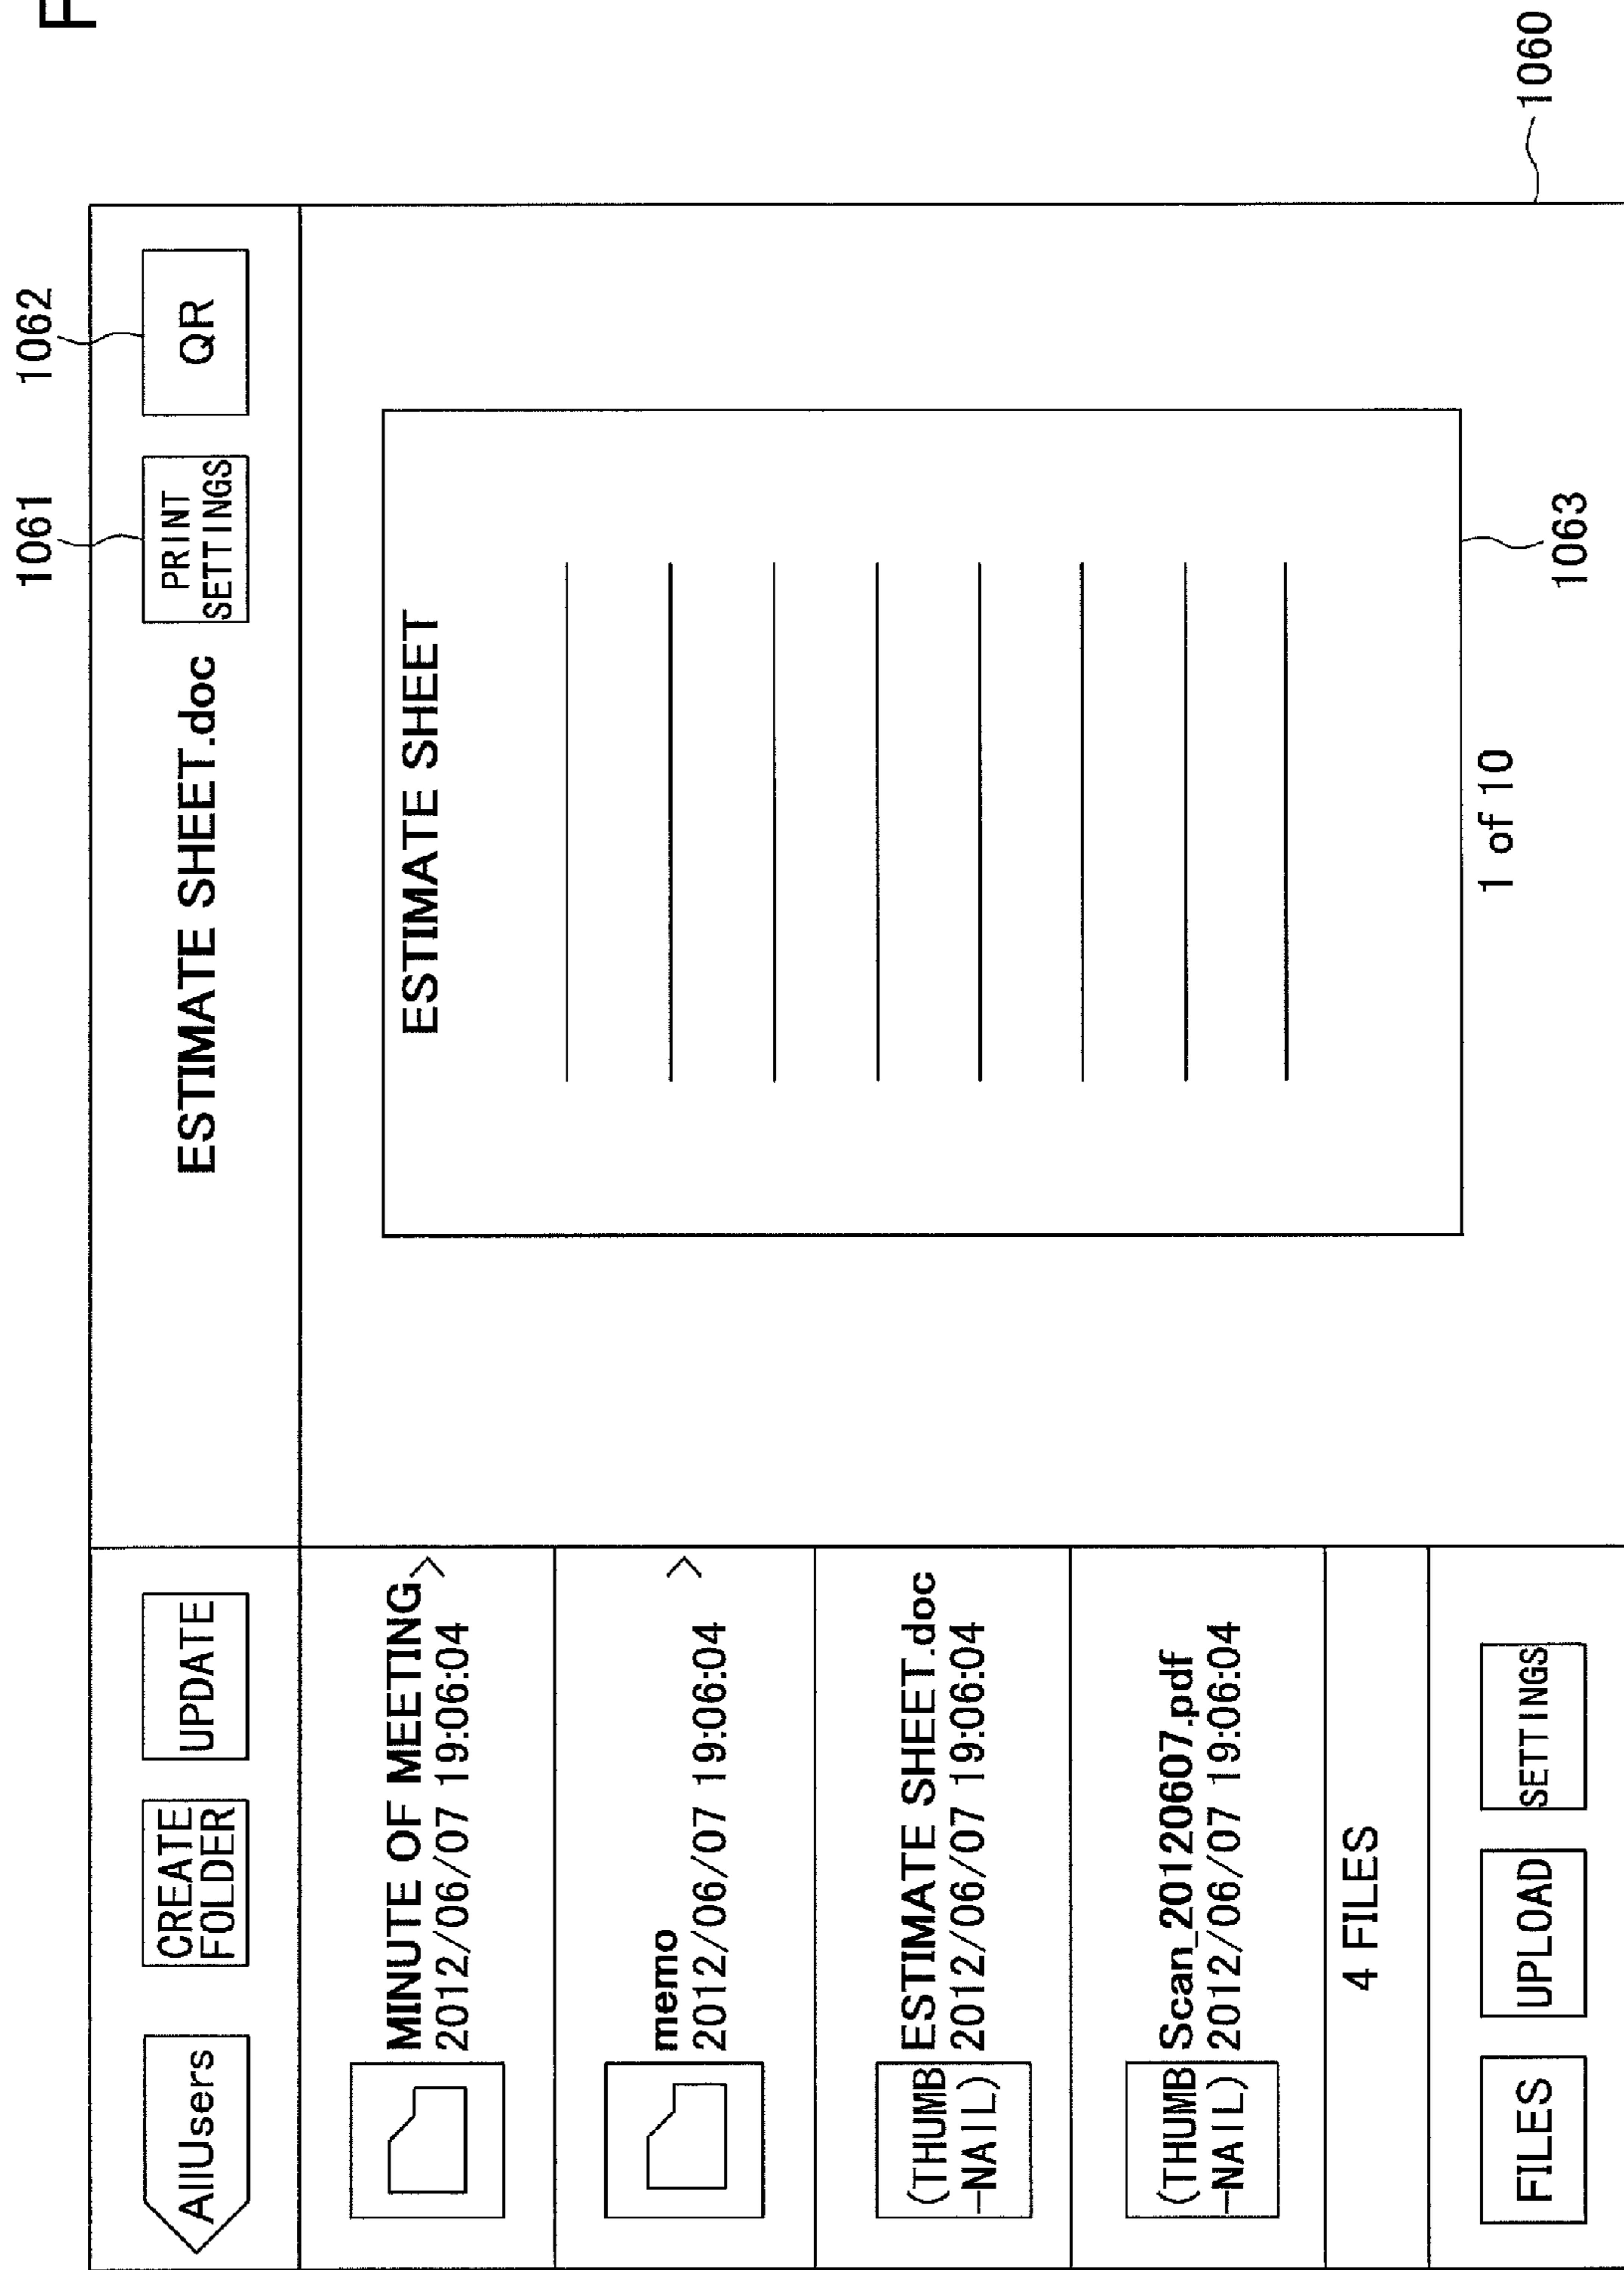 F
1061
1062
AllUsers
CREATE
FOLDER
UPDATE
ESTIMATE SHEET.doc
PRINT
SETTINGS
QR
MINUTE OF MEETING >
2012/06/07 19:06:04
memo >
2012/06/07 19:06:04
(THUMB
-NAIL)
ESTIMATE SHEET.doc
2012/06/07 19:06:04
(THUMB
-NAIL)
Scan_20120607.pdf
2012/06/07 19:06:04
4 FILES
FILES
UPLOAD
SETTINGS
ESTIMATE SHEET
1 of 10
1063
1060